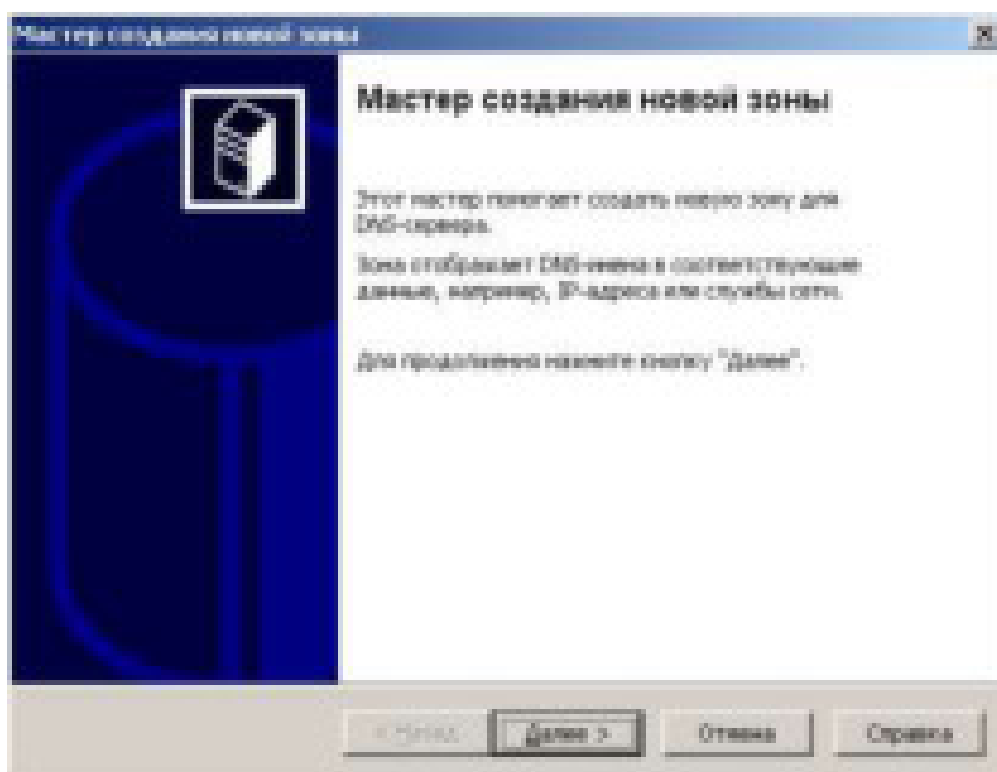 Мастер создания новой зоны
Мастер создания новой зоны
Этот мастер помогает создать новую зону для
DNS-сервера.
Зона отображает DNS-имена в соответствующие
данные, например, IP-адреса или службы сети.
Для продолжения нажмите кнопку "Далее".
< Назад
Далее >
Отмена
Справка